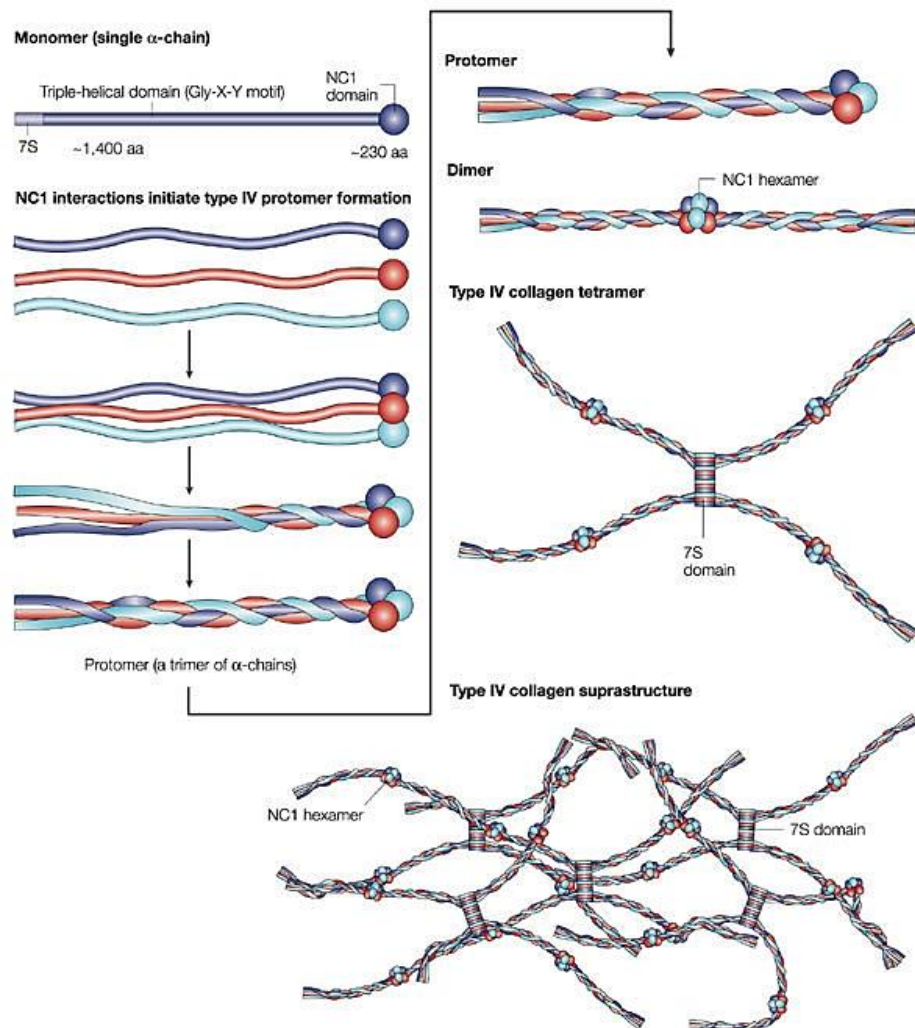 Monomer (single α-chain)
Triple-helical domain (Gly-X-Y motif)
NC1
domain
7S
~1,400 aa
~230 aa
NC1 interactions initiate type IV protomer formation
Protomer (a trimer of α-chains)
Protomer
Dimer
NC1 hexamer
Type IV collagen tetramer
7S
domain
Type IV collagen suprastructure
NC1 hexamer
7S domain